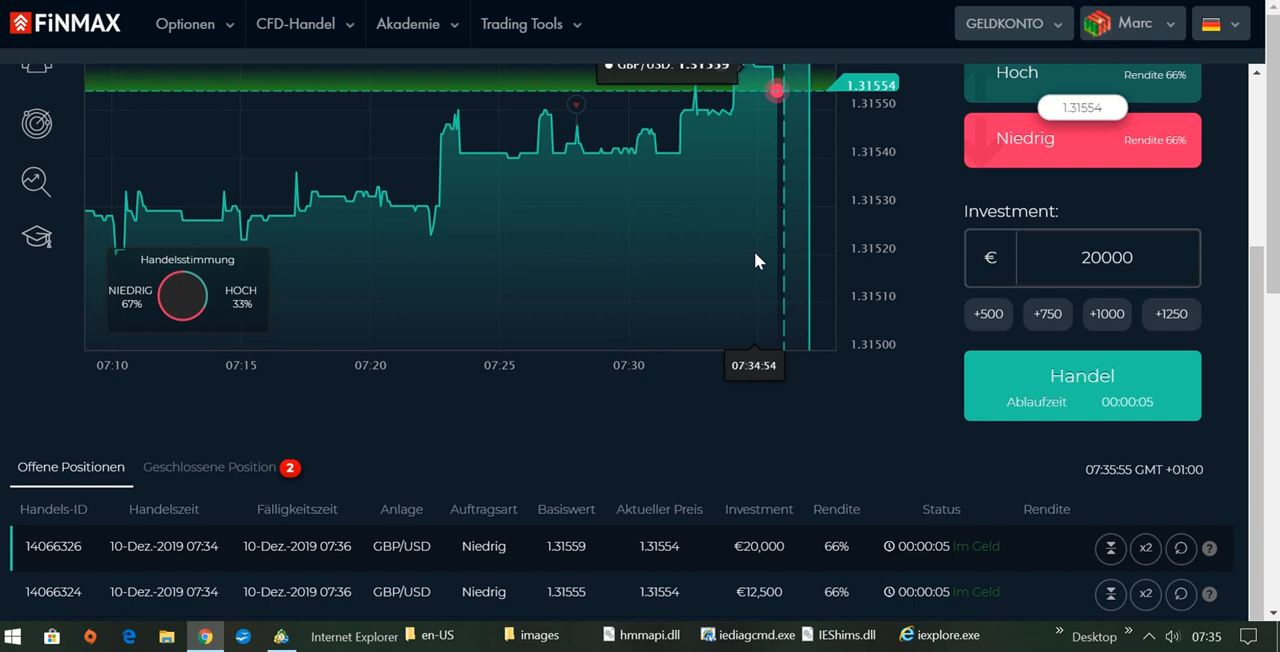 FiNMAX Optionen CFD-Handel Akademie Trading Tools GELDKONTO Marc
GBP/USD: 1.31559
1.31554
1.31550
1.31540
1.31530
1.31520
1.31510
1.31500
Handelsstimmung
NIEDRIG HOCH
67% 33%
07:10 07:15 07:20 07:25 07:30
07:34:54
Hoch Rendite 66%
1.31554
Niedrig Rendite 66%
Investment:
€ 20000
+500 +750 +1000 +1250
Handel
Ablaufzeit 00:00:05
Offene Positionen Geschlossene Position 2 07:35:55 GMT +01:00
Handels-ID Handelszeit Fälligkeitszeit Anlage Auftragsart Basiswert Aktueller Preis Investment Rendite Status Rendite
14066326 10-Dez.-2019 07:34 10-Dez.-2019 07:36 GBP/USD Niedrig 1.31559 1.31554 €20,000 66% 00:00:05 Im Geld x2 ?
14066324 10-Dez.-2019 07:34 10-Dez.-2019 07:36 GBP/USD Niedrig 1.31555 1.31554 €12,500 66% 00:00:05 Im Geld x2 ?
Internet Explorer en-US images hmmapi.dll iediagcmd.exe IEShims.dll iexplore.exe » Desktop » 07:35